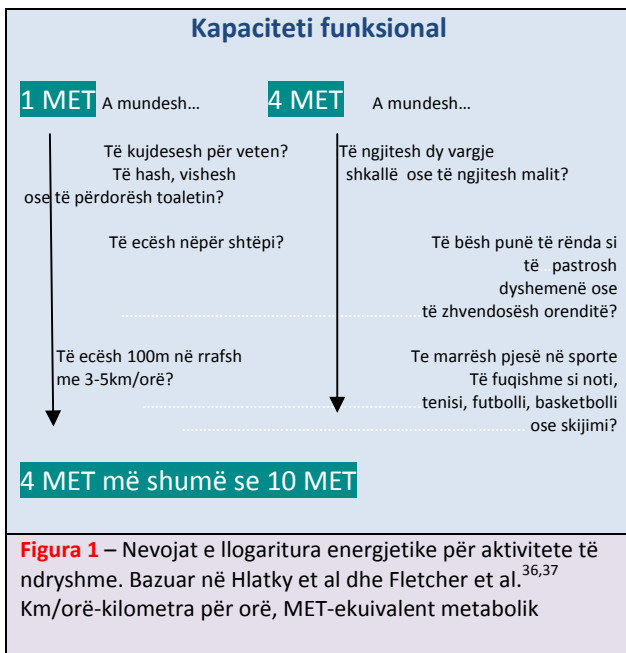 Kapaciteti funksional
1 MET A mundesh... 4 MET A mundesh...
Të kujdesesh për veten?
Të hash, vishesh
ose të përdorësh toaletin?
Të ecësh nëpër shtëpi?
Të ecësh 100m në rrafsh
me 3-5km/orë?
Të ngjitesh dy vargje
shkallë ose të ngjitesh malit?
Të bësh punë të rënda si
të pastrosh
dyshemenë ose
të zhvendosësh orenditë?
Te marrësh pjesë në sporte
Të fuqishme si noti,
tenisi, futbolli, basketbolli
ose skijimi?
4 MET më shumë se 10 MET
Figura 1 – Nevojat e llogaritura energjetike për aktivitete të
ndryshme. Bazuar në Hlatky et al dhe Fletcher et al.36,37
Km/orë-kilometra për orë, MET-ekuivalent metabolik